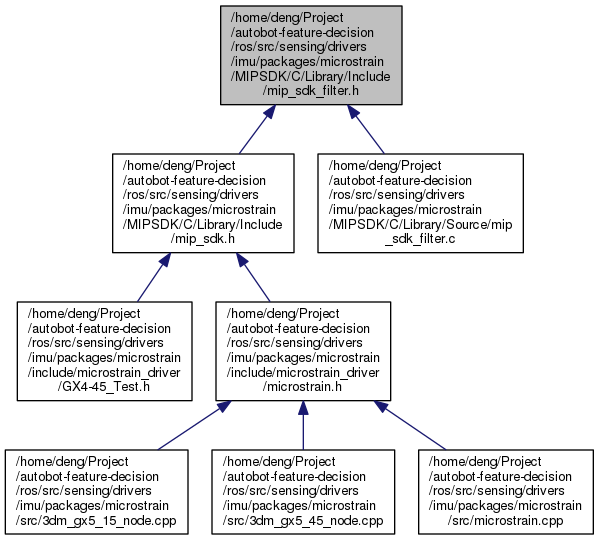 /home/deng/Project
/autobot-feature-decision
/ros/src/sensing/drivers
/imu/packages/microstrain
/MIPSDK/C/Library/Include
/mip_sdk_filter.h
/home/deng/Project
/autobot-feature-decision
/ros/src/sensing/drivers
/imu/packages/microstrain
/MIPSDK/C/Library/Include
/mip_sdk.h
/home/deng/Project
/autobot-feature-decision
/ros/src/sensing/drivers
/imu/packages/microstrain
/MIPSDK/C/Library/Source/mip
_sdk_filter.c
/home/deng/Project
/autobot-feature-decision
/ros/src/sensing/drivers
/imu/packages/microstrain
/include/microstrain_driver
/GX4-45_Test.h
/home/deng/Project
/autobot-feature-decision
/ros/src/sensing/drivers
/imu/packages/microstrain
/include/microstrain_driver
/microstrain.h
/home/deng/Project
/autobot-feature-decision
/ros/src/sensing/drivers
/imu/packages/microstrain
/src/3dm_gx5_15_node.cpp
/home/deng/Project
/autobot-feature-decision
/ros/src/sensing/drivers
/imu/packages/microstrain
/src/3dm_gx5_45_node.cpp
/home/deng/Project
/autobot-feature-decision
/ros/src/sensing/drivers
/imu/packages/microstrain
/src/microstrain.cpp